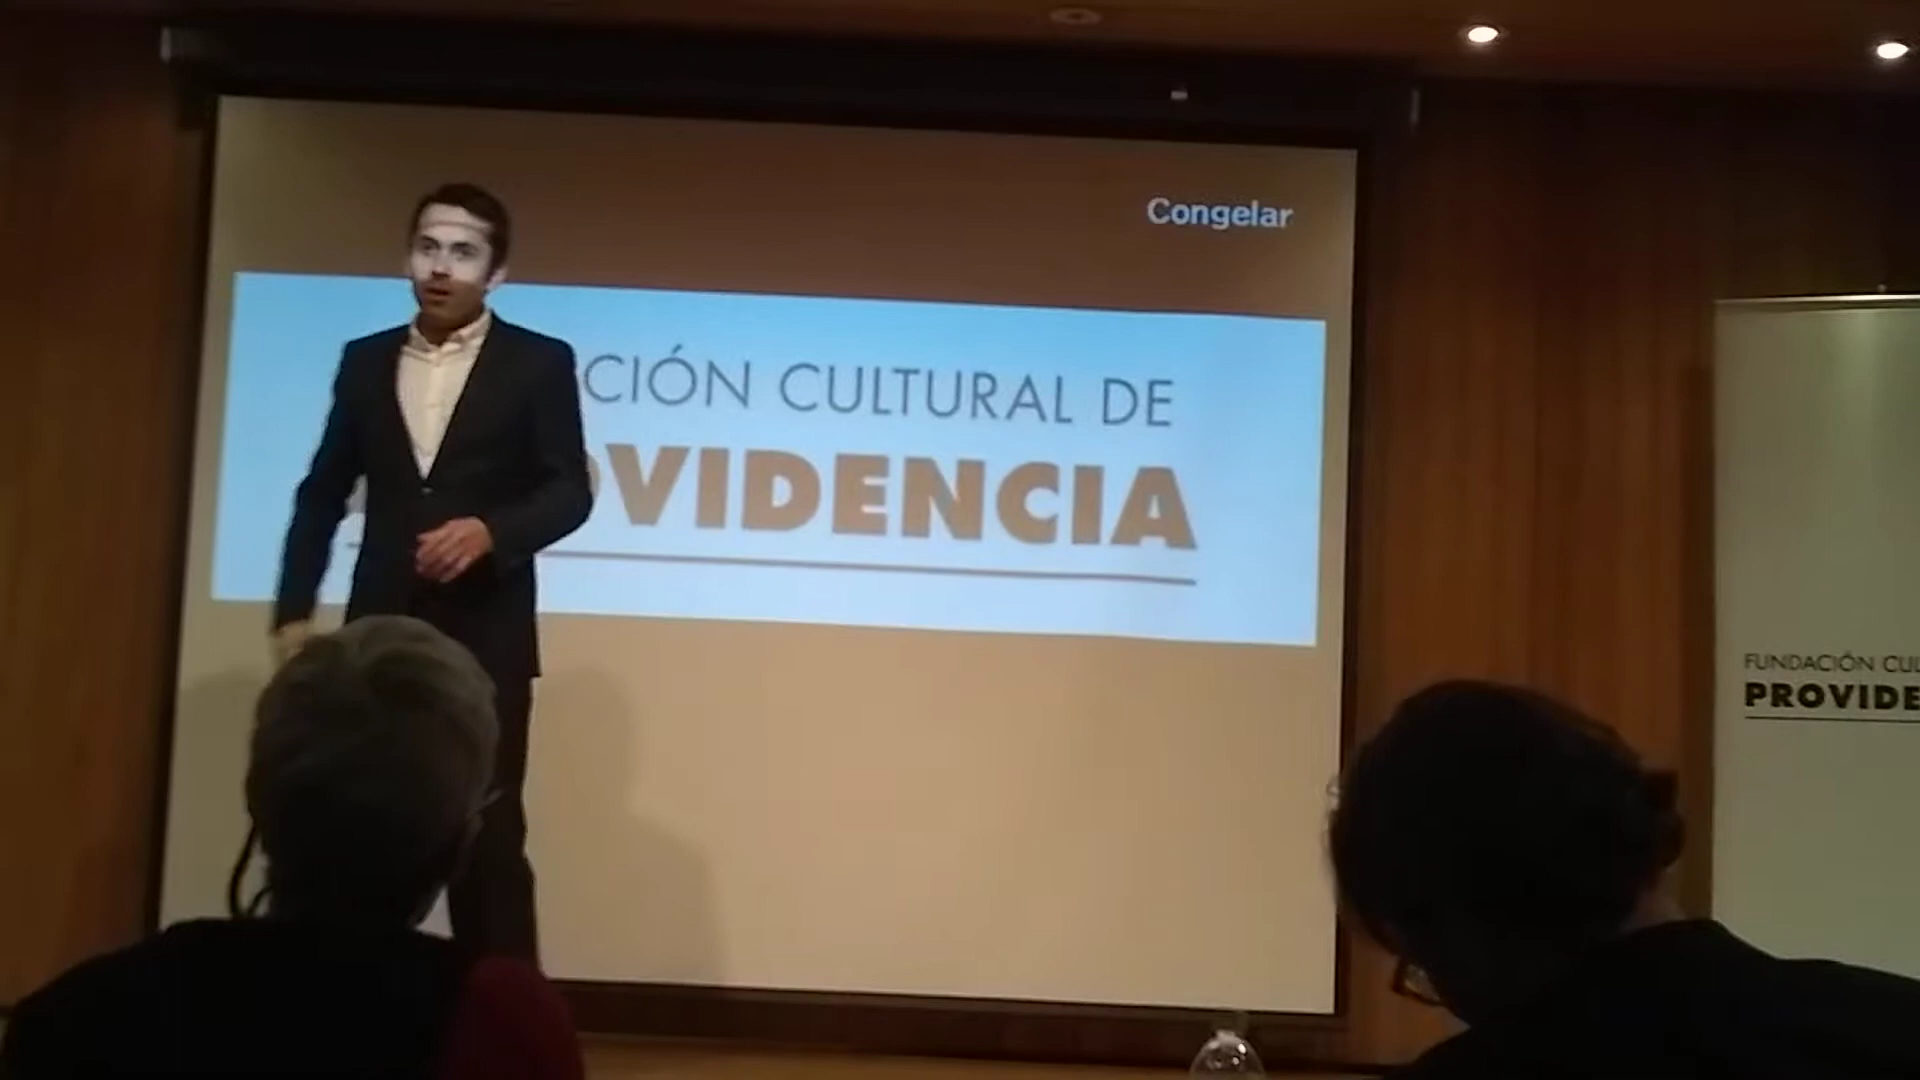 Congelar
CIÓN CULTURAL DE
OVIDENCIA
FUNDACIÓN CUL
PROVIDE